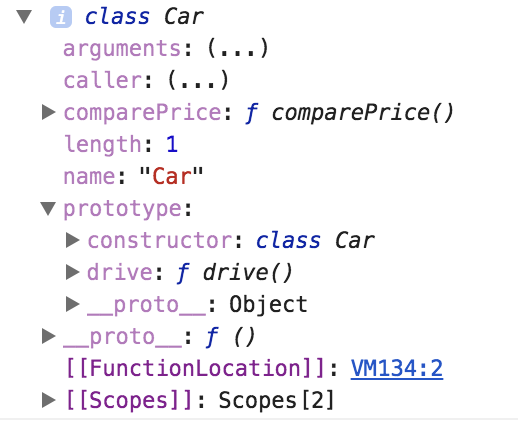 i class Car
arguments: (...)
caller: (...)
comparePrice: ƒ comparePrice()
length: 1
name: "Car"
prototype:
constructor: class Car
drive: ƒ drive()
__proto__: Object
__proto__: ƒ ()
[[FunctionLocation]]: VM134:2
[[Scopes]]: Scopes[2]